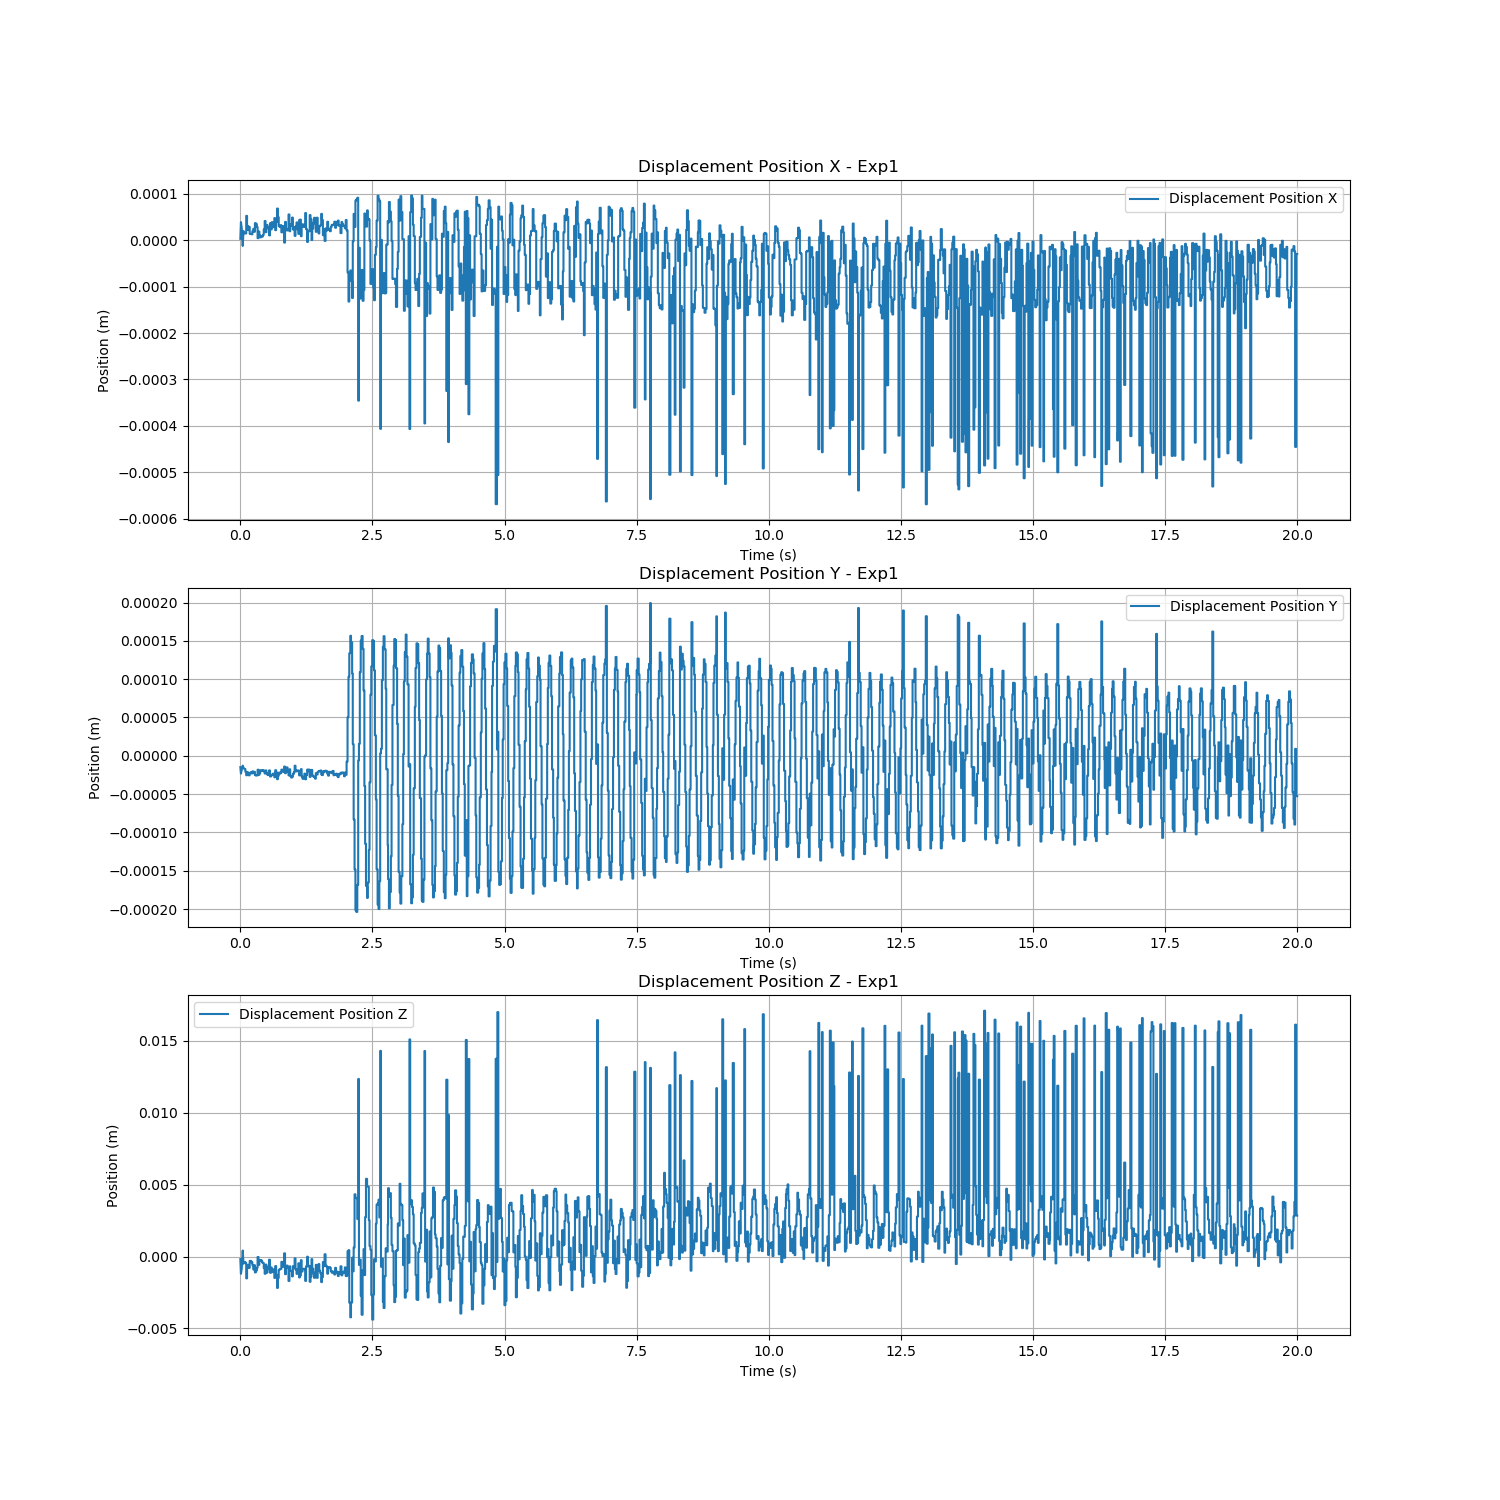 Displacement Position X - Exp1
Displacement Position X
0.0001
0.0000
−0.0001
−0.0002
−0.0003
−0.0004
−0.0005
−0.0006
Position (m)
0.0 2.5 5.0 7.5 10.0 12.5 15.0 17.5 20.0
Time (s)
Displacement Position Y - Exp1
Displacement Position Y
0.00020
0.00015
0.00010
0.00005
0.00000
−0.00005
−0.00010
−0.00015
−0.00020
Position (m)
0.0 2.5 5.0 7.5 10.0 12.5 15.0 17.5 20.0
Time (s)
Displacement Position Z - Exp1
Displacement Position Z
0.015
0.010
0.005
0.000
−0.005
Position (m)
0.0 2.5 5.0 7.5 10.0 12.5 15.0 17.5 20.0
Time (s)